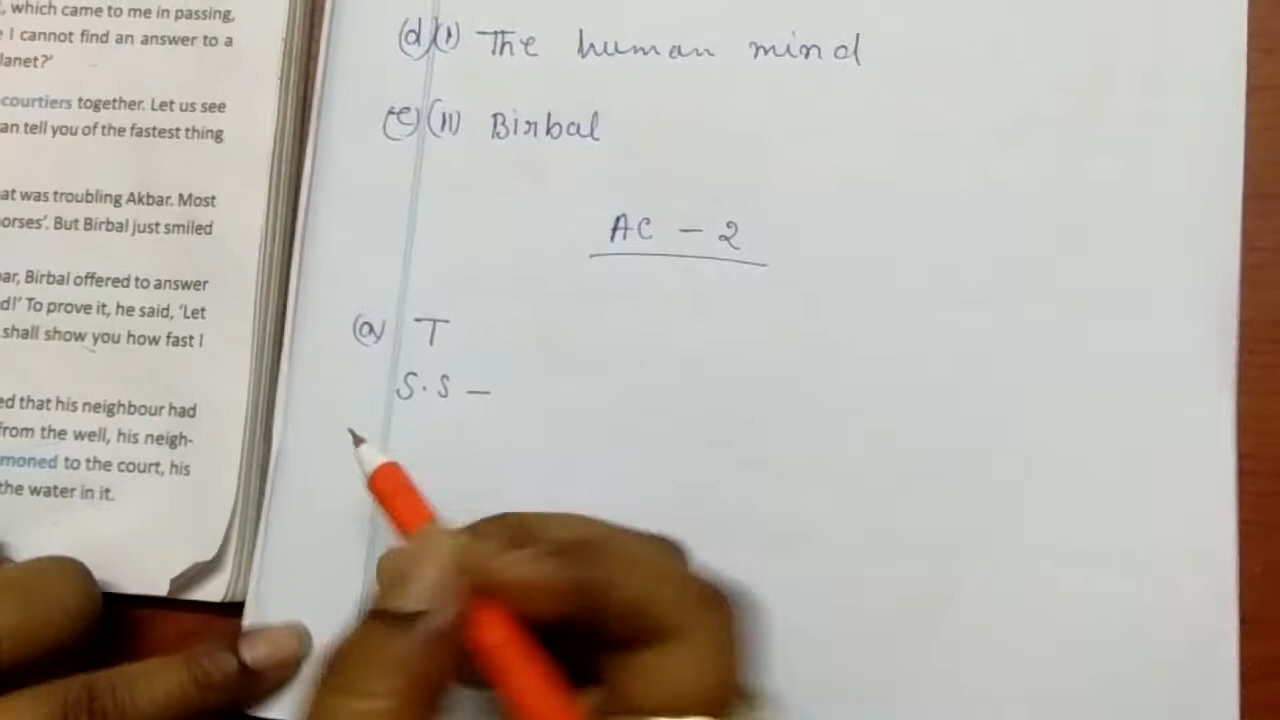 , which came to me in passing,
I cannot find an answer to a
lanet?'
courtiers together. Let us see
an tell you of the fastest thing
at was troubling Akbar. Most
orses'. But Birbal just smiled
ar, Birbal offered to answer
d!' To prove it, he said, 'Let
shall show you how fast I
ed that his neighbour had
from the well, his neigh-
moned to the court, his
the water in it.
(d) (i) The human mind
(e) (ii) Birbal
AC - 2
(a) T
S.S -